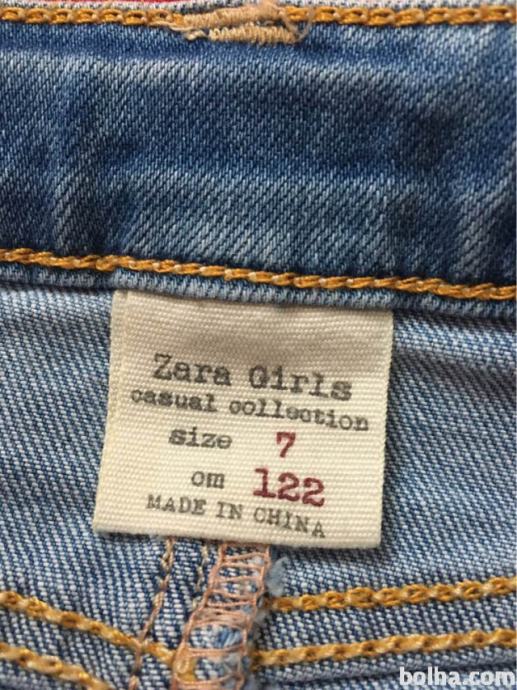 Zara Girls
casual collection
size 7
cm 122
MADE IN CHINA
bolha.com